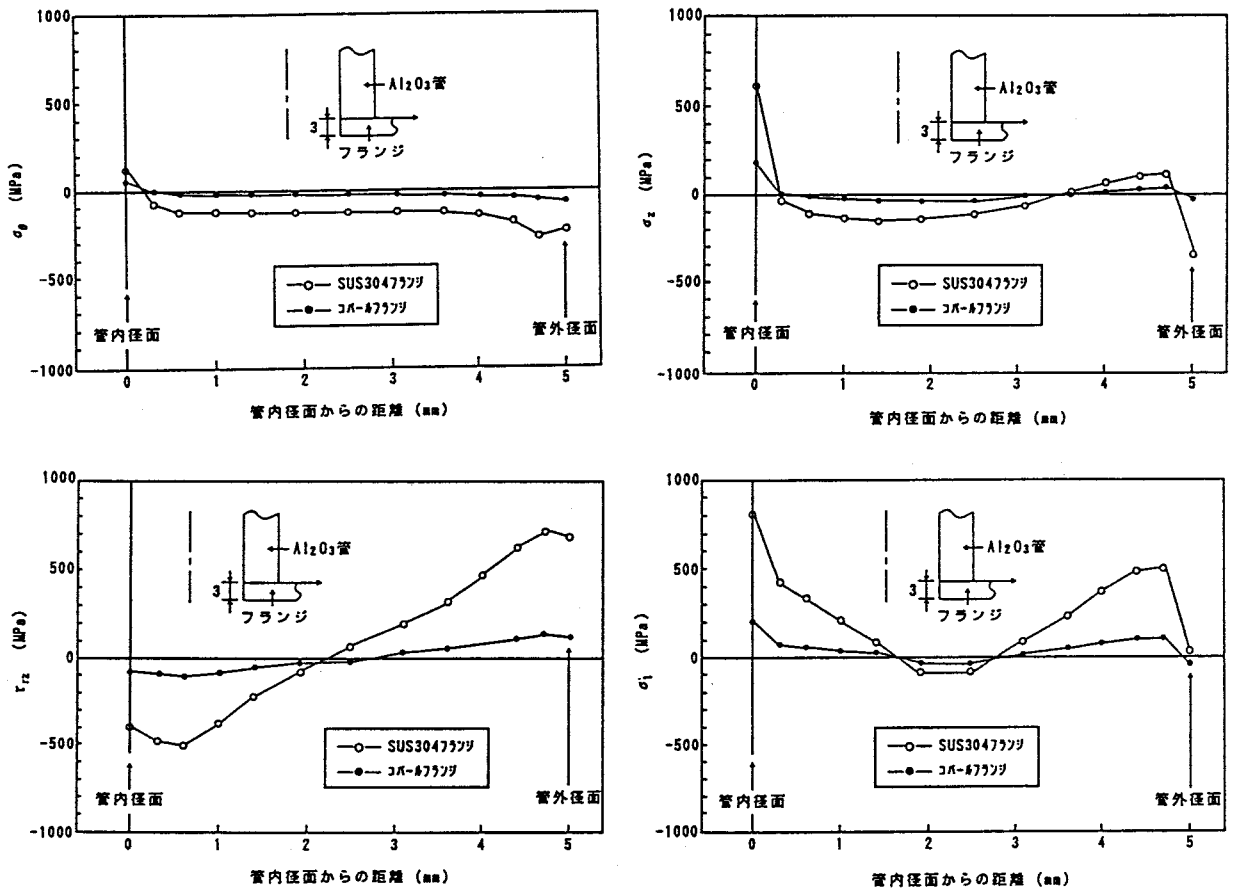 1000
500
0
-500
-1000
σθ (MPa)
Al₂O₃管
3
フランジ
SUS304フランジ
コバールフランジ
管内径面
管外径面
0 1 2 3 4 5
管内径面からの距離 (mm)
1000
500
0
-500
-1000
σz (MPa)
Al₂O₃管
3
フランジ
SUS304フランジ
コバールフランジ
管内径面
管外径面
0 1 2 3 4 5
管内径面からの距離 (mm)
1000
500
0
-500
-1000
τrz (MPa)
Al₂O₃管
3
フランジ
SUS304フランジ
コバールフランジ
管内径面
管外径面
0 1 2 3 4 5
管内径面からの距離 (mm)
1000
500
0
-500
-1000
(MPa)
Al₂O₃管
3
フランジ
SUS304フランジ
コバールフランジ
管内径面
管外径面
0 1 2 3 4 5
管内径面からの距離 (mm)